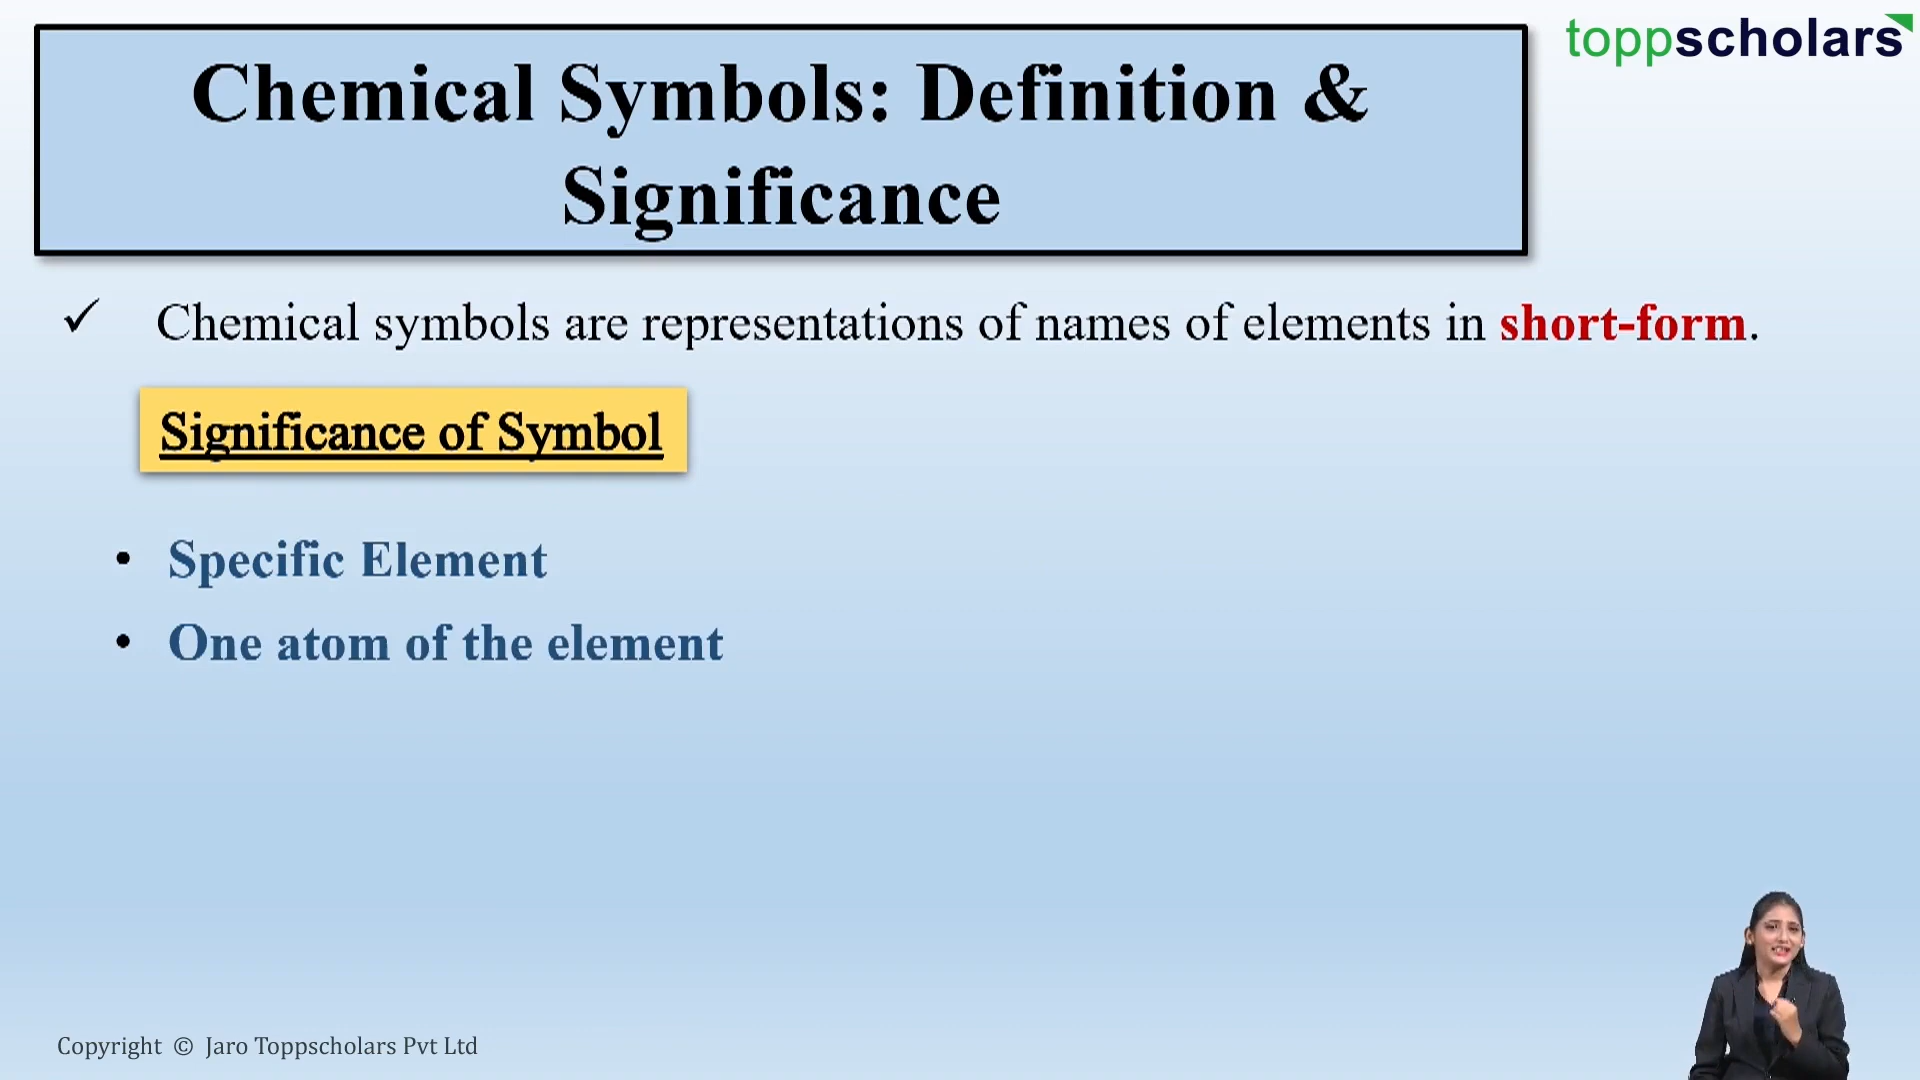 toppscholars
Chemical Symbols: Definition &
Significance
✓ Chemical symbols are representations of names of elements in short-form.
Significance of Symbol
• Specific Element
• One atom of the element
Copyright © Jaro Toppscholars Pvt Ltd